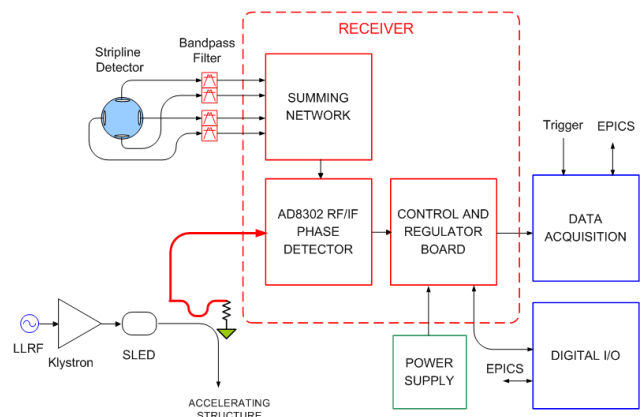 RECEIVER
Stripline
Detector
Bandpass
Filter
SUMMING
NETWORK
Trigger
EPICS
AD8302 RF/IF
PHASE
DETECTOR
CONTROL AND
REGULATOR
BOARD
DATA
ACQUISITION
LLRF
Klystron
SLED
POWER
SUPPLY
EPICS
DIGITAL I/O
ACCELERATING
STRUCTURE